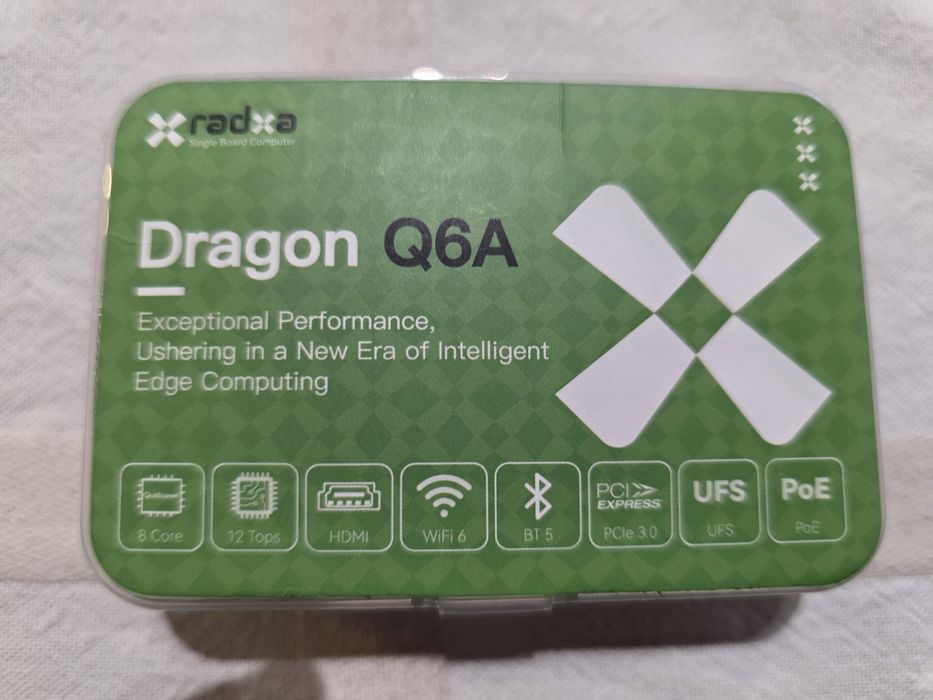 radxa
Single Board Computer
Dragon Q6A
Exceptional Performance,
Ushering in a New Era of Intelligent
Edge Computing
Qualcomm
8 Core
12 Tops
HDMI
WiFi 6
BT 5
PCI
EXPRESS
PCIe 3.0
UFS
UFS
PoE
PoE